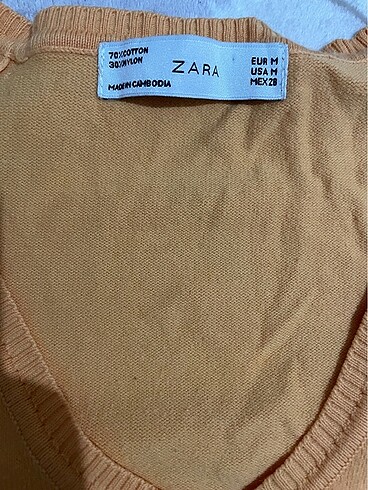 70%COTTON
30%NYLON
MADE IN CAMBODIA
ZARA
EUR M
USA M
MEX 28